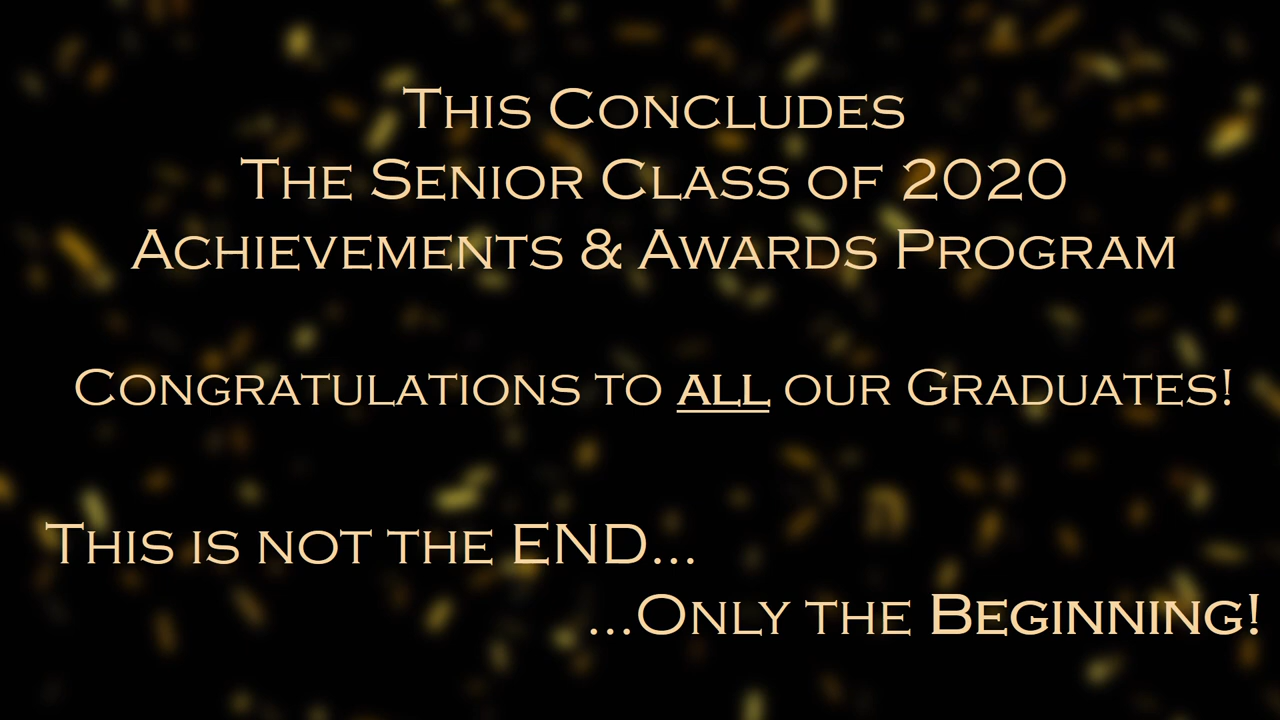 This Concludes
The Senior Class of 2020
Achievements & Awards Program
Congratulations to all our Graduates!
This is not the END...
...Only the Beginning!